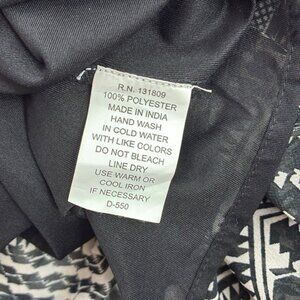 R.N. 131809
100% POLYESTER
MADE IN INDIA
HAND WASH
IN COLD WATER
WITH LIKE COLORS
DO NOT BLEACH
LINE DRY
USE WARM OR
COOL IRON
IF NECESSARY
D-550